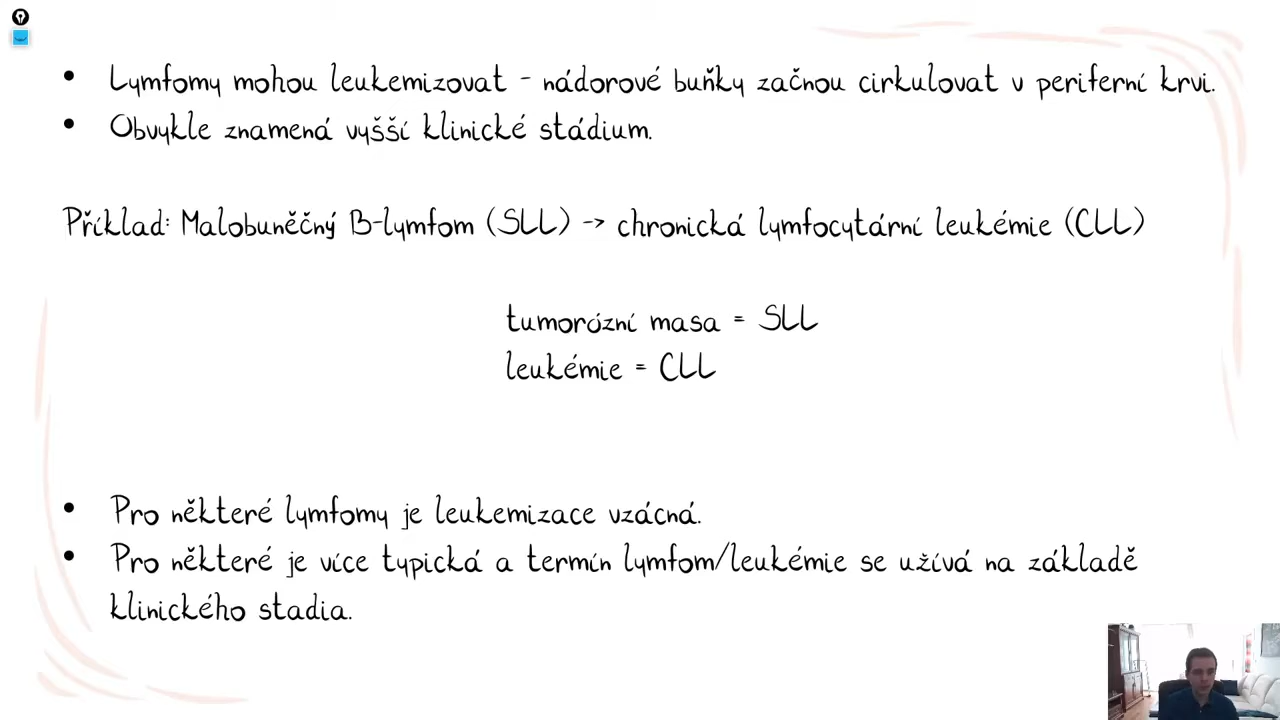 • Lymfomy mohou leukemizovat - nádorové buňky začnou cirkulovat v periferní krvi.
• Obvykle znamená vyšší klinické stádium.
Příklad: Malobuněčný B-lymfom (SLL) -> chronická lymfocytární leukémie (CLL)
tumorózní masa = SLL
leukémie = CLL
• Pro některé lymfomy je leukemizace vzácná.
• Pro některé je více typická a termín lymfom/leukémie se užívá na základě
klinického stadia.